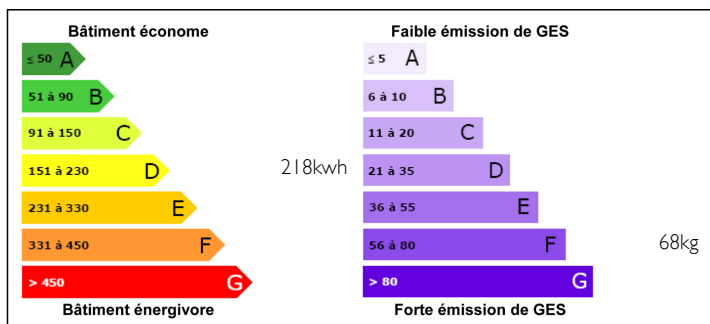 Bâtiment économe
≤ 50 A
51 à 90 B
91 à 150 C
151 à 230 D
218kwh
231 à 330 E
331 à 450 F
> 450 G
Bâtiment énergivore
Faible émission de GES
≤ 5 A
6 à 10 B
11 à 20 C
21 à 35 D
36 à 55 E
56 à 80 F
68kg
> 80 G
Forte émission de GES